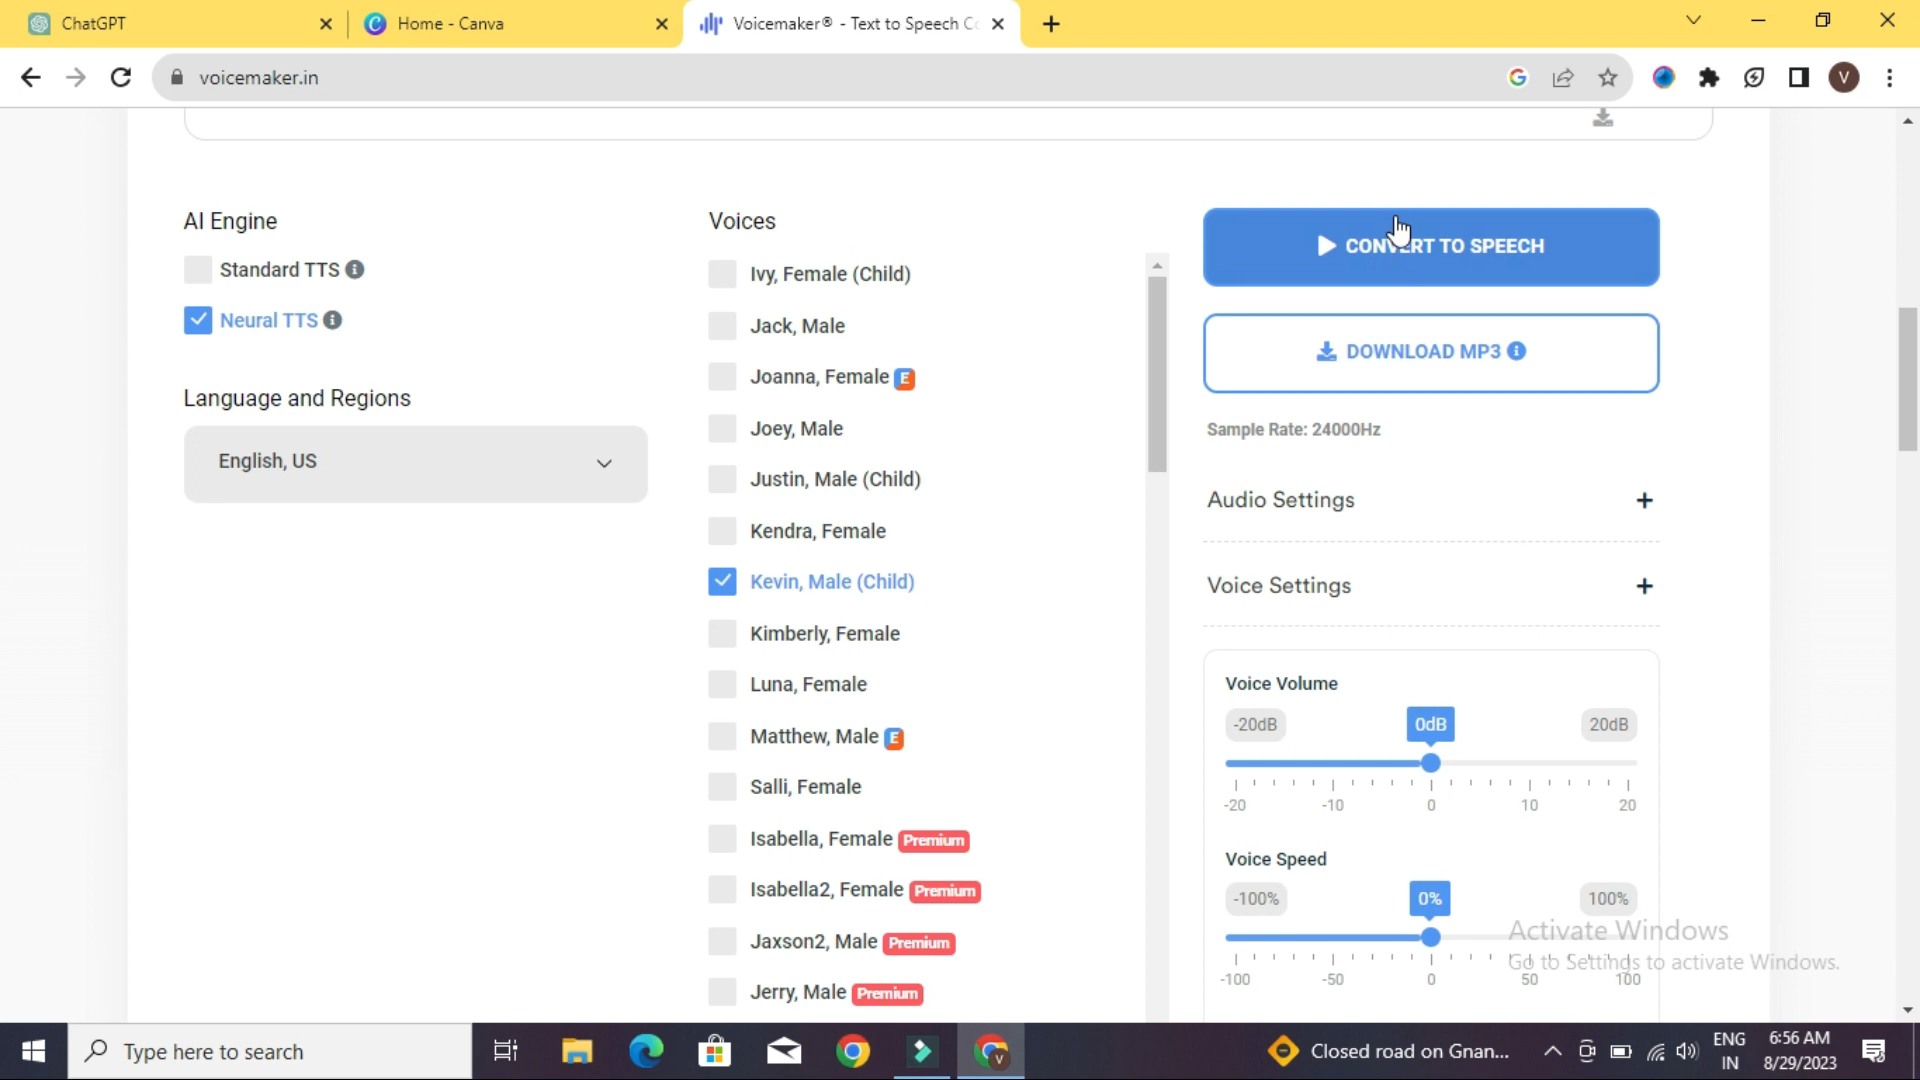 ChatGPT
Home - Canva
Voicemaker® - Text to Speech Co
voicemaker.in
V
AI Engine
Standard TTS
Neural TTS
Language and Regions
English, US
Voices
Ivy, Female (Child)
Jack, Male
Joanna, Female E
Joey, Male
Justin, Male (Child)
Kendra, Female
Kevin, Male (Child)
Kimberly, Female
Luna, Female
Matthew, Male E
Salli, Female
Isabella, Female Premium
Isabella2, Female Premium
Jaxson2, Male Premium
Jerry, Male Premium
CONVERT TO SPEECH
DOWNLOAD MP3
Sample Rate: 24000Hz
Audio Settings
Voice Settings
Voice Volume
-20dB 0dB 20dB
-20 -10 0 10 20
Voice Speed
-100% 0% 100%
-100 -50 0 50 100
Activate Windows
Go to Settings to activate Windows.
Type here to search
V
Closed road on Gnan...
ENG
IN
6:56 AM
8/29/2023